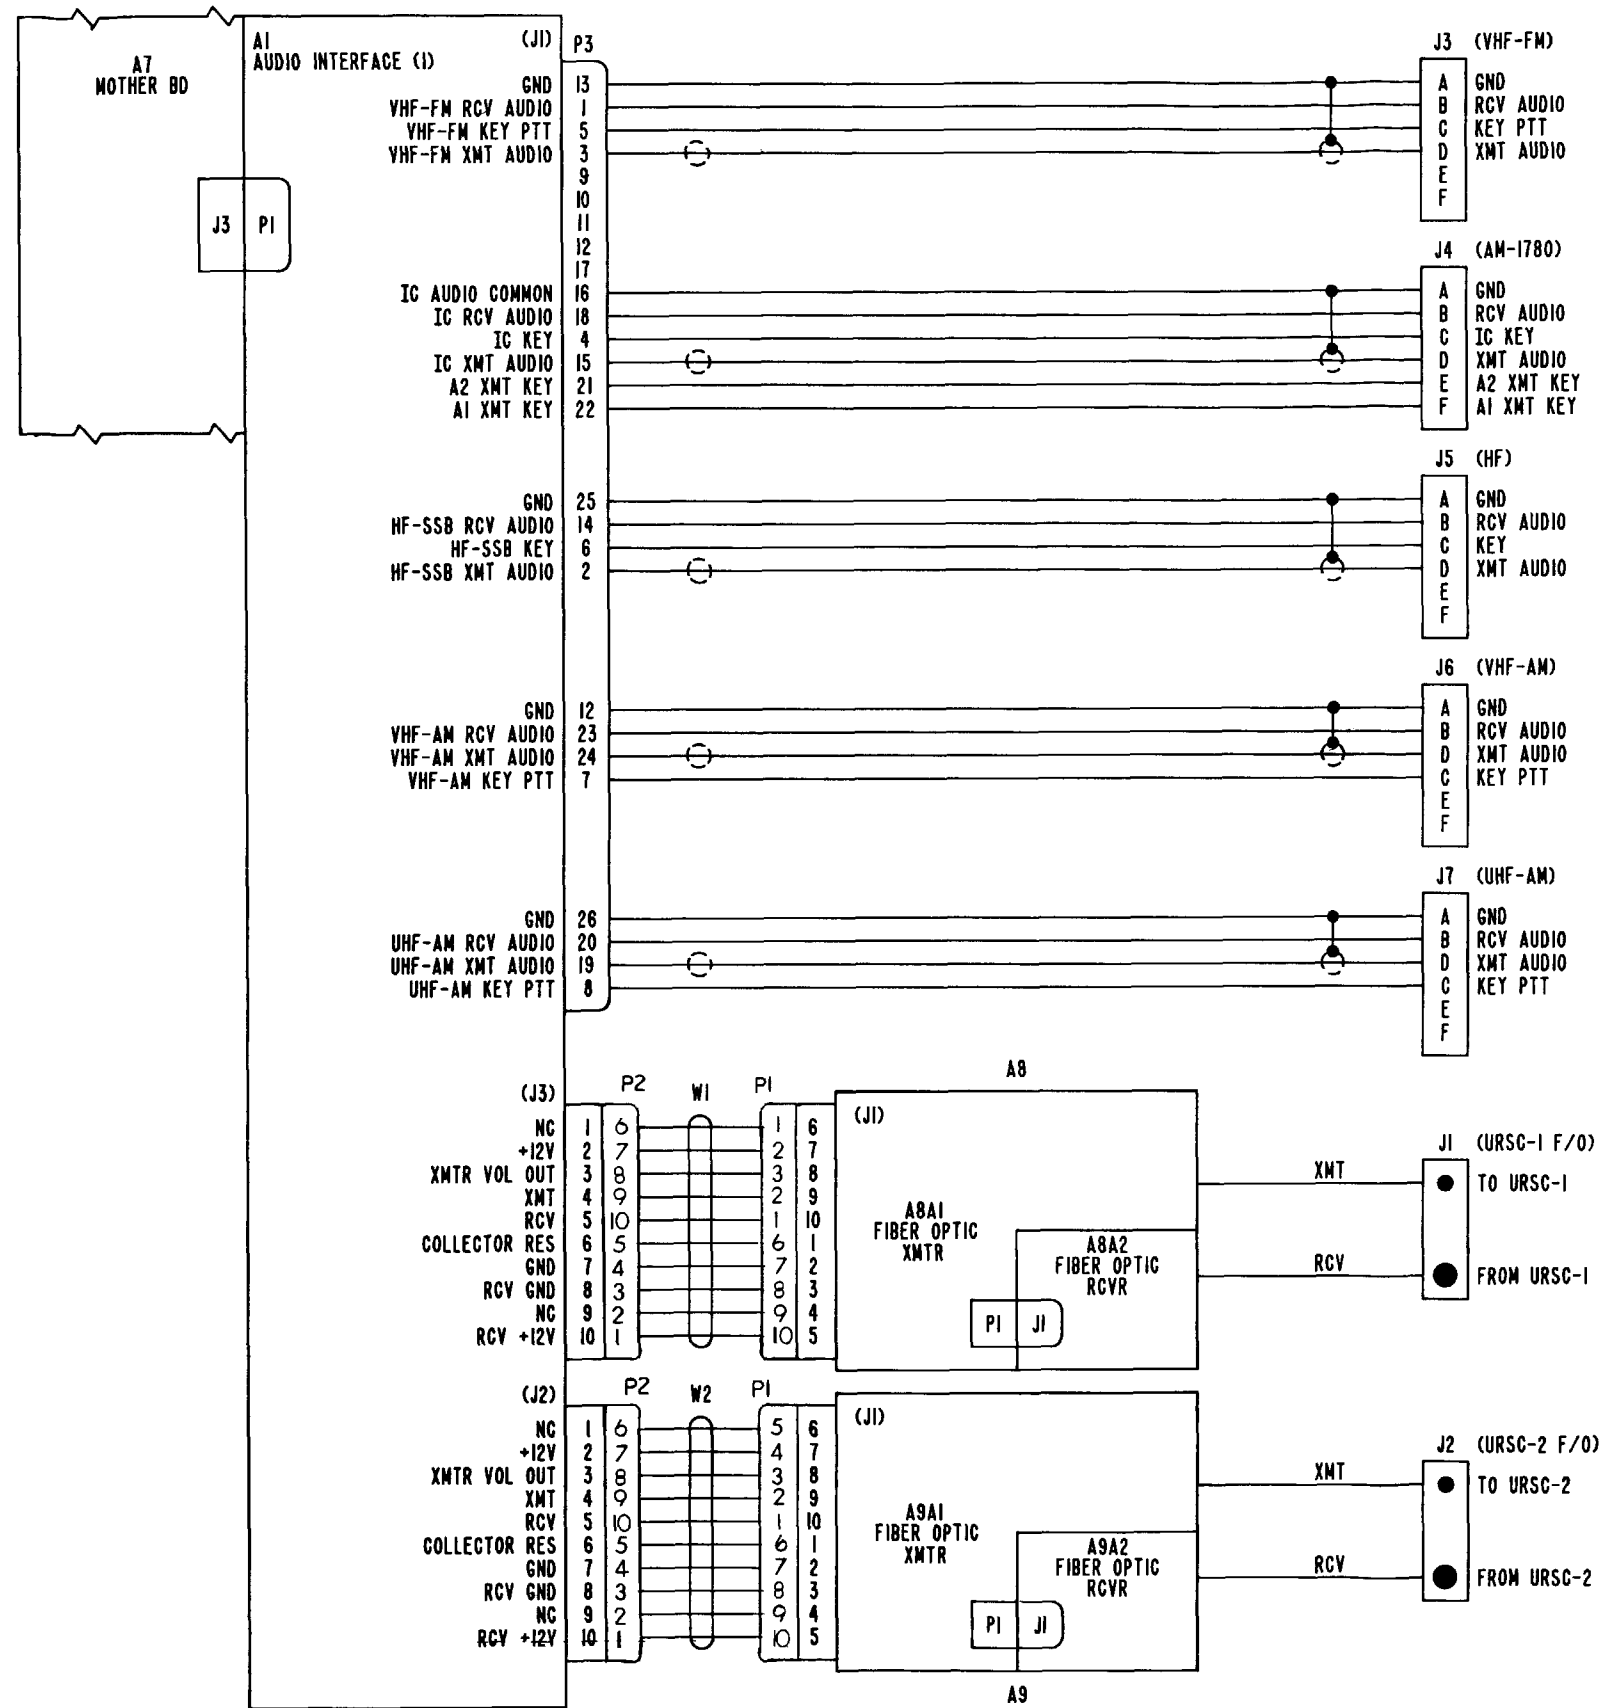 A7
MOTHER BD
J3 P1
A1
AUDIO INTERFACE (1)
(J1) P3
GND 13
VHF-FM RCV AUDIO 1
VHF-FM KEY PTT 5
VHF-FM XMT AUDIO 3
9
10
11
12
17
IC AUDIO COMMON 16
IC RCV AUDIO 18
IC KEY 4
IC XMT AUDIO 15
A2 XMT KEY 21
A1 XMT KEY 22
GND 25
HF-SSB RCV AUDIO 14
HF-SSB KEY 6
HF-SSB XMT AUDIO 2
GND 12
VHF-AM RCV AUDIO 23
VHF-AM XMT AUDIO 24
VHF-AM KEY PTT 7
GND 26
UHF-AM RCV AUDIO 20
UHF-AM XMT AUDIO 19
UHF-AM KEY PTT 8
J3 (VHF-FM)
A GND
B RCV AUDIO
C KEY PTT
D XMT AUDIO
E
F
J4 (AM-1780)
A GND
B RCV AUDIO
C IC KEY
D XMT AUDIO
E A2 XMT KEY
F A1 XMT KEY
J5 (HF)
A GND
B RCV AUDIO
C KEY
D XMT AUDIO
E
F
J6 (VHF-AM)
A GND
B RCV AUDIO
D XMT AUDIO
C KEY PTT
E
F
J7 (UHF-AM)
A GND
B RCV AUDIO
D XMT AUDIO
C KEY PTT
E
F
(J3) P2 W1 P1
NC 1 6 1 6
+12V 2 7 2 7
XMTR VOL OUT 3 8 3 8
XMT 4 9 2 9
RCV 5 10 1 10
COLLECTOR RES 6 5 6 1
GND 7 4 7 2
RCV GND 8 3 8 3
NC 9 2 9 4
RCV +12V 10 1 10 5
A8
(J1)
A8A1
FIBER OPTIC
XMTR
A8A2
FIBER OPTIC
RCVR
P1 J1
XMT
RCV
J1 (URSC-1 F/O)
TO URSC-1
FROM URSC-1
(J2) P2 W2 P1
NC 1 6 5 6
+12V 2 7 4 7
XMTR VOL OUT 3 8 3 8
XMT 4 9 2 9
RCV 5 10 1 10
COLLECTOR RES 6 5 6 1
GND 7 4 7 2
RCV GND 8 3 8 3
NC 9 2 9 4
RCV +12V 10 1 10 5
(J1)
A9A1
FIBER OPTIC
XMTR
A9A2
FIBER OPTIC
RCVR
P1 J1
A9
XMT
RCV
J2 (URSC-2 F/O)
TO URSC-2
FROM URSC-2